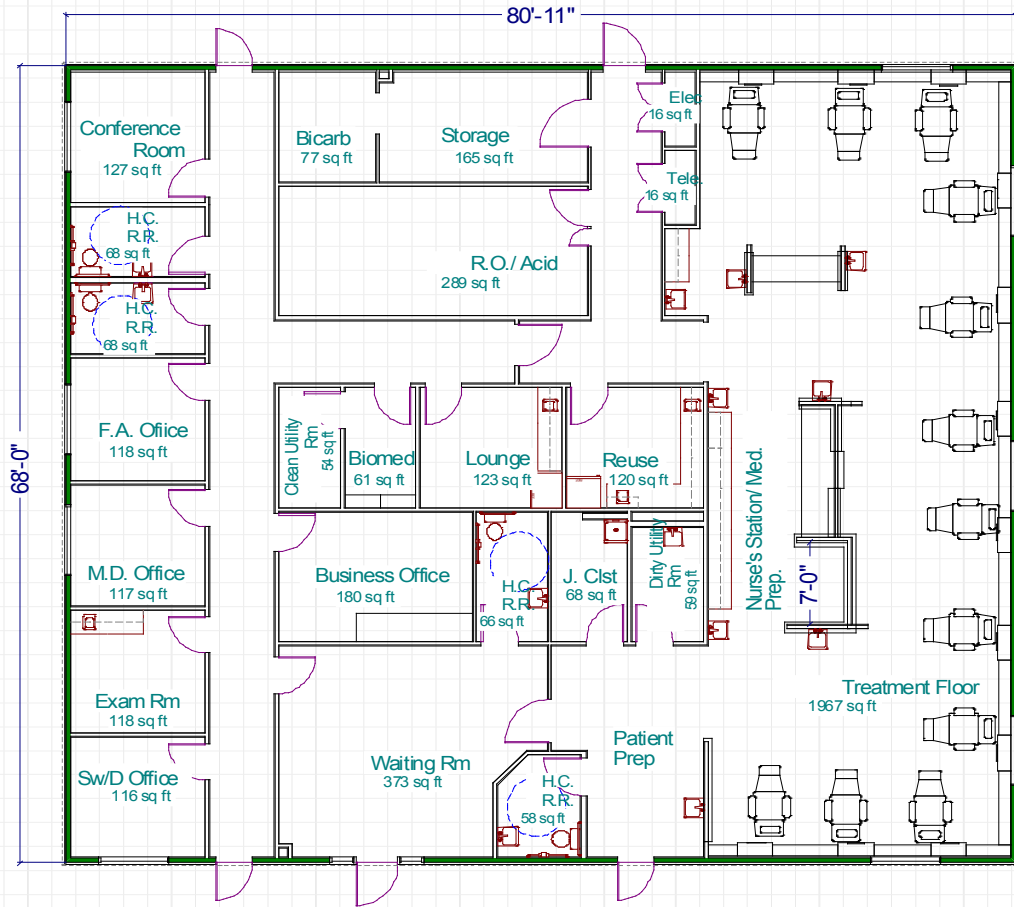 80'-11"
68'-0"
Conference
Room
127 sq ft
Bicarb
77 sq ft
Storage
165 sq ft
Elec
16 sq ft
Tele.
16 sq ft
H.C.
R.R.
68 sq ft
H.C.
R.R.
68 sq ft
R.O./ Acid
289 sq ft
F.A. Ofiice
118 sq ft
Clean Utility
Rm
54 sq ft
Biomed
61 sq ft
Lounge
123 sq ft
Reuse
120 sq ft
Nurse's Station/ Med.
Prep.
7'-0"
M.D. Office
117 sq ft
Business Office
180 sq ft
H.C.
R.R.
66 sq ft
J. Clst
68 sq ft
Dirty Utility
Rm
59 sq ft
Exam Rm
118 sq ft
Treatment Floor
1967 sq ft
Sw/D Office
116 sq ft
Waiting Rm
373 sq ft
Patient
Prep
H.C.
R.R.
58 sq ft